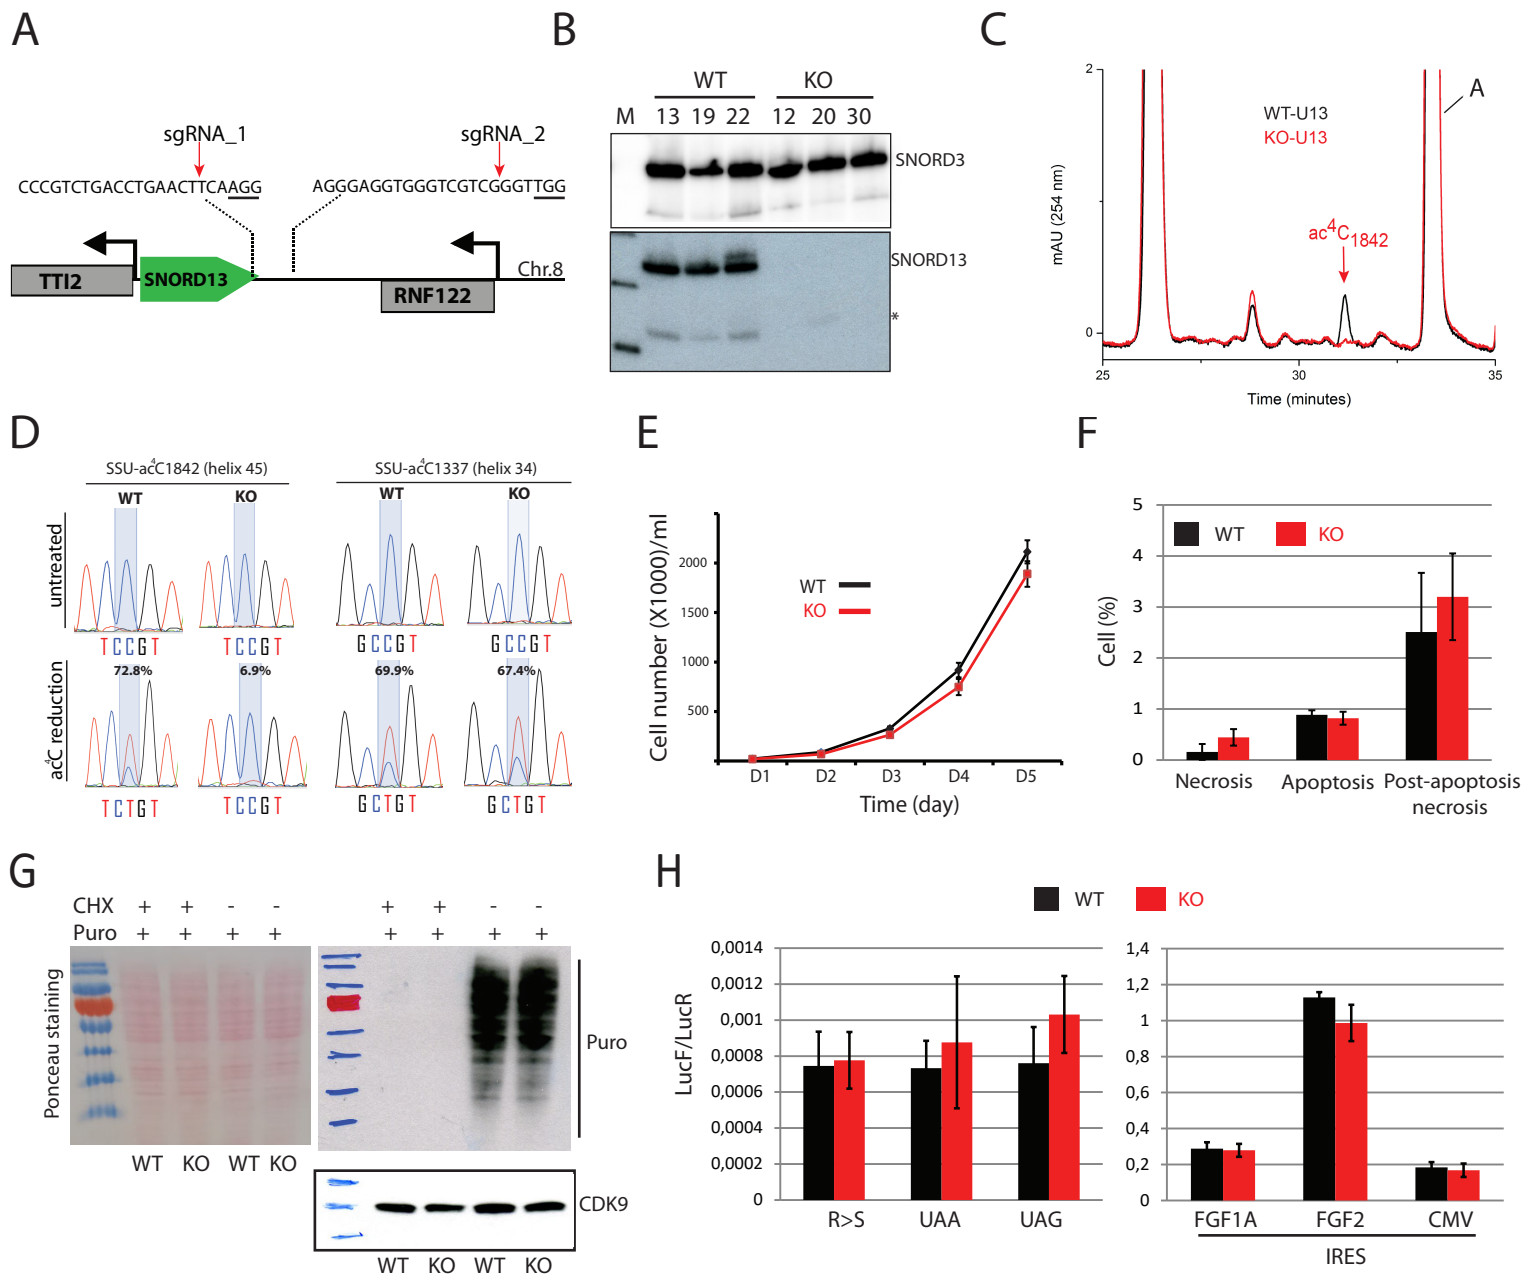 A
sgRNA_1
sgRNA_2
CCCGTCTGACCTGAACTTCAAGG
AGGGAGGTGGGTCGTCGGGTTGG
TTI2
SNORD13
RNF122
Chr.8
B
WT
KO
M
13 19 22 12 20 30
SNORD3
SNORD13
*
C
2
0
mAU (254 nm)
WT-U13
KO-U13
A
ac4C1842
25
30
35
Time (minutes)
D
SSU-ac4C1842 (helix 45)
SSU-ac4C1337 (helix 34)
WT
KO
WT
KO
untreated
TCCGT
TCCGT
GCCGT
GCCGT
ac4C reduction
72.8%
6.9%
69.9%
67.4%
TCTGT
TCCGT
GCTGT
GCTGT
E
Cell number (X1000)/ml
2000
1500
1000
500
WT
KO
D1 D2 D3 D4 D5
Time (day)
F
Cell (%)
5
4
3
2
1
0
WT
KO
Necrosis
Apoptosis
Post-apoptosis
necrosis
G
CHX + + - -
Puro + + + +
+ + - -
+ + + +
Ponceau staining
WT KO WT KO
Puro
CDK9
WT KO WT KO
H
WT
KO
LucF/LucR
0,0014
0,0012
0,001
0,0008
0,0006
0,0004
0,0002
0
R>S
UAA
UAG
1,4
1,2
1
0,8
0,6
0,4
0,2
0
FGF1A
FGF2
CMV
IRES